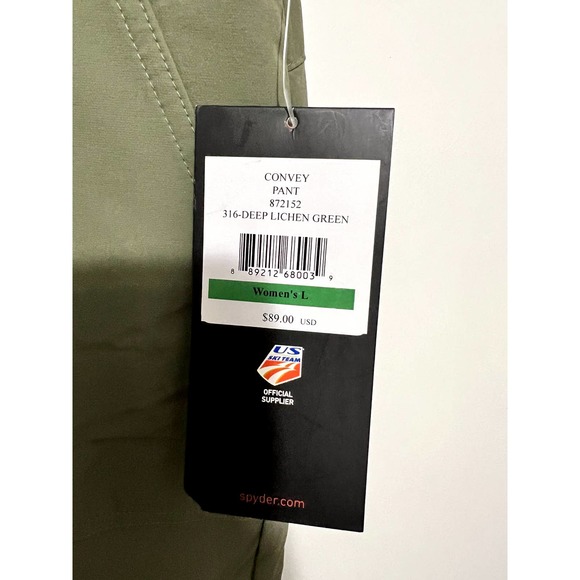 CONVEY
PANT
872152
316-DEEP LICHEN GREEN
8 89212 68003 9
Women's L
$89.00 USD
US
SKI TEAM
OFFICIAL
SUPPLIER
spyder.com